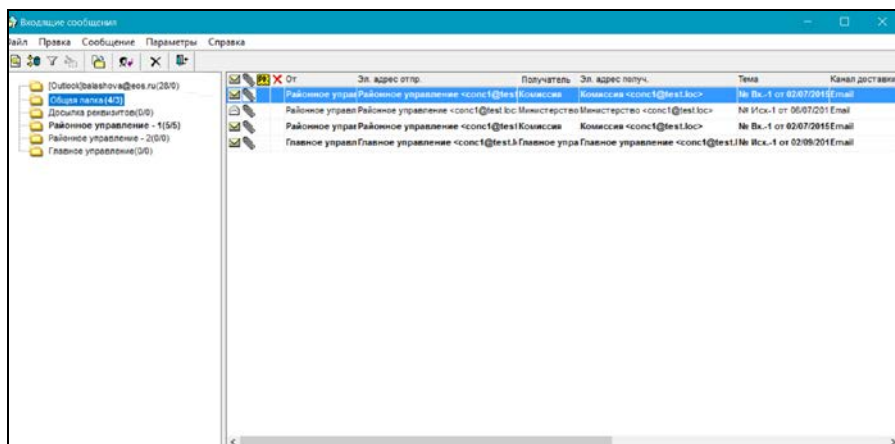 Входящие сообщения
Файл Правка Сообщение Параметры Справка
[Outlook]balashova@eos.ru(28/0)
Общая папка(4/3)
Досылка реквизитов(0/0)
Районное управление - 1(5/5)
Районное управление - 2(0/0)
Главное управление(0/0)
От Эл. адрес отпр. Получатель Эл. адрес получ. Тема Канал доставки
Районное управ Районное управление <conc1@test Комиссия Комиссия <conc1@test.loc> № Вх.-1 от 02/07/2015 Email
Районное управл Районное управление <conc1@test.loc Министерство Министерство <conc1@test.loc> № Исх-1 от 06/07/201 Email
Районное управ Районное управление <conc1@test Комиссия Комиссия <conc1@test.loc> № Вх.-1 от 02/07/2015 Email
Главное управл Главное управление <conc1@test.l Главное упра Главное управление <conc1@test.l № Исх.-1 от 02/09/201 Email